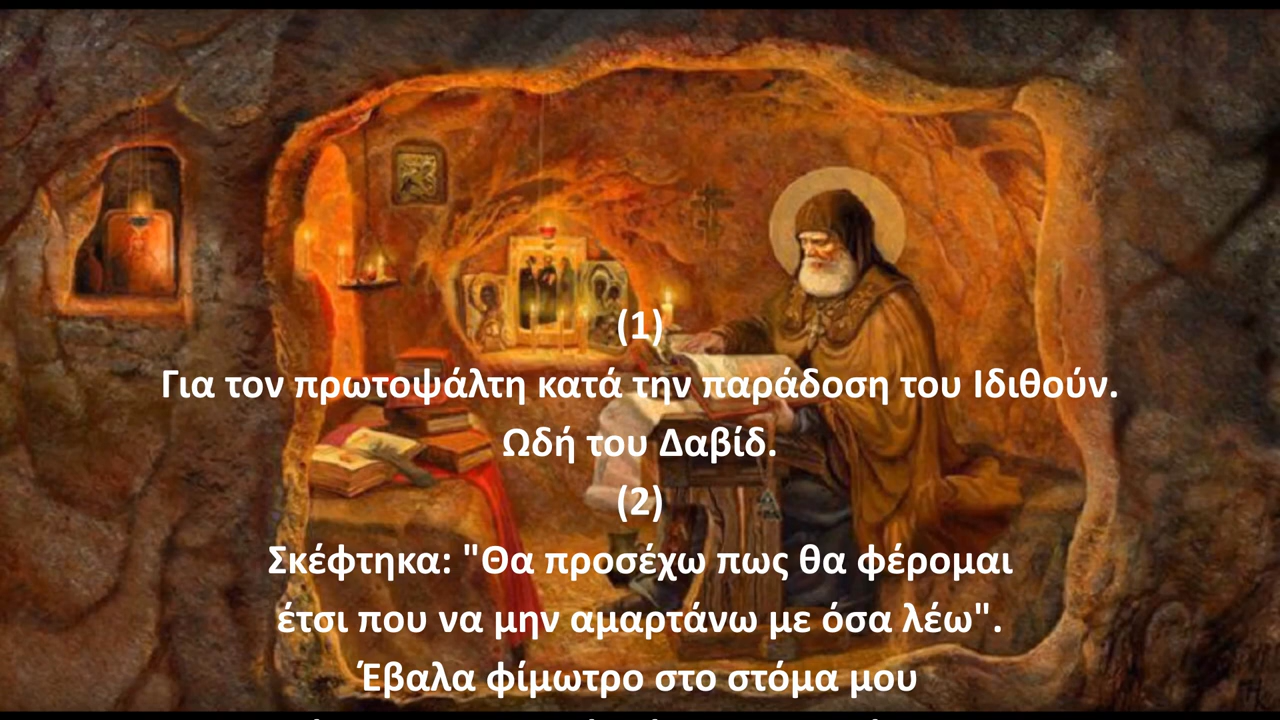 (1)
Για τον πρωτοψάλτη κατά την παράδοση του Ιδιθούν.
Ωδή του Δαβίδ.
(2)
Σκέφτηκα: "Θα προσέχω πως θα φέρομαι
έτσι που να μην αμαρτάνω με όσα λέω".
Έβαλα φίμωτρο στο στόμα μου